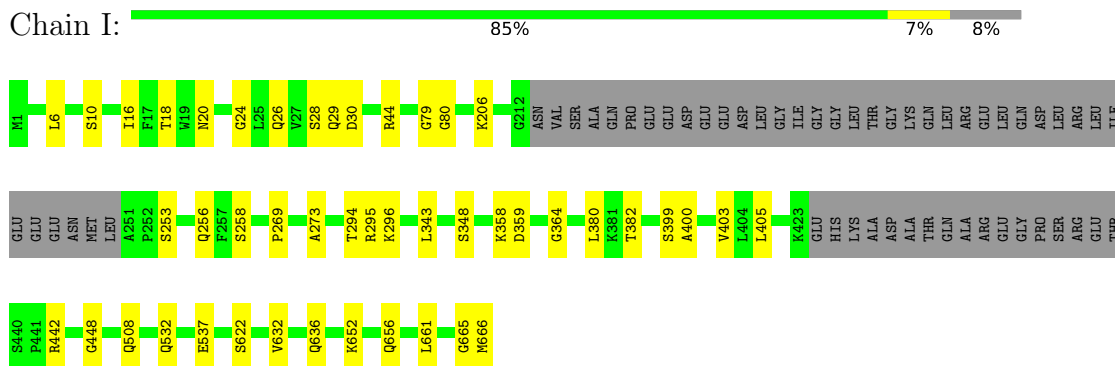 Chain I:
85% 7% 8%
M1 L6 S10 I16 F17 T18 W19 N20 G24 L25 Q26 V27 S28 Q29 D30 R44 G79 G80 K206 G212 ASN VAL SER ALA GLN PRO GLU GLU ASP GLU GLU ASP LEU GLY ILE GLY GLY LEU THR GLY LYS GLN LEU ARG GLU LEU GLN ASP LEU ARG LEU ILE
GLU GLU GLU ASN MET LEU A251 P252 S253 Q256 F257 S258 P269 A273 T294 R295 K296 L343 S348 K358 D359 G364 L380 K381 T382 S399 A400 V403 L404 L405 K423 GLU HIS LYS ALA ASP ALA THR GLN ALA ARG GLU GLY PRO SER ARG GLU THR
S440 P441 R442 G448 Q508 Q532 E537 S622 V632 Q636 K652 Q656 L661 G665 M666